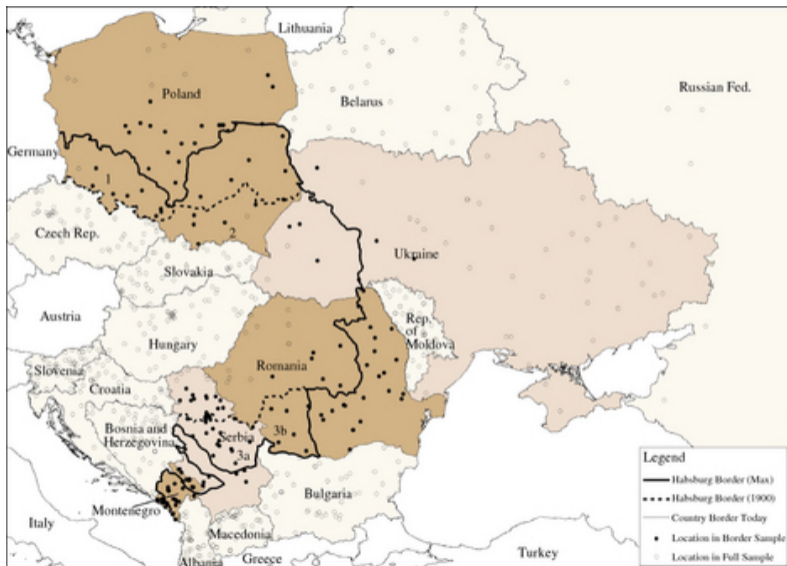 Lithuania
Russian Fed.
Poland
Belarus
Germany
1
2
Czech Rep.
Ukraine
Slovakia
Rep.
of
Moldova
Austria
Hungary
Romania
Slovenia
Croatia
Bosnia and
Herzegovina
Serbia
3b
3a
Bulgaria
Montenegro
Italy
Macedonia
Albania
Greece
Turkey
Legend
Habsburg Border (Max)
Habsburg Border (1900)
Country Border Today
Location in Border Sample
Location in Full Sample